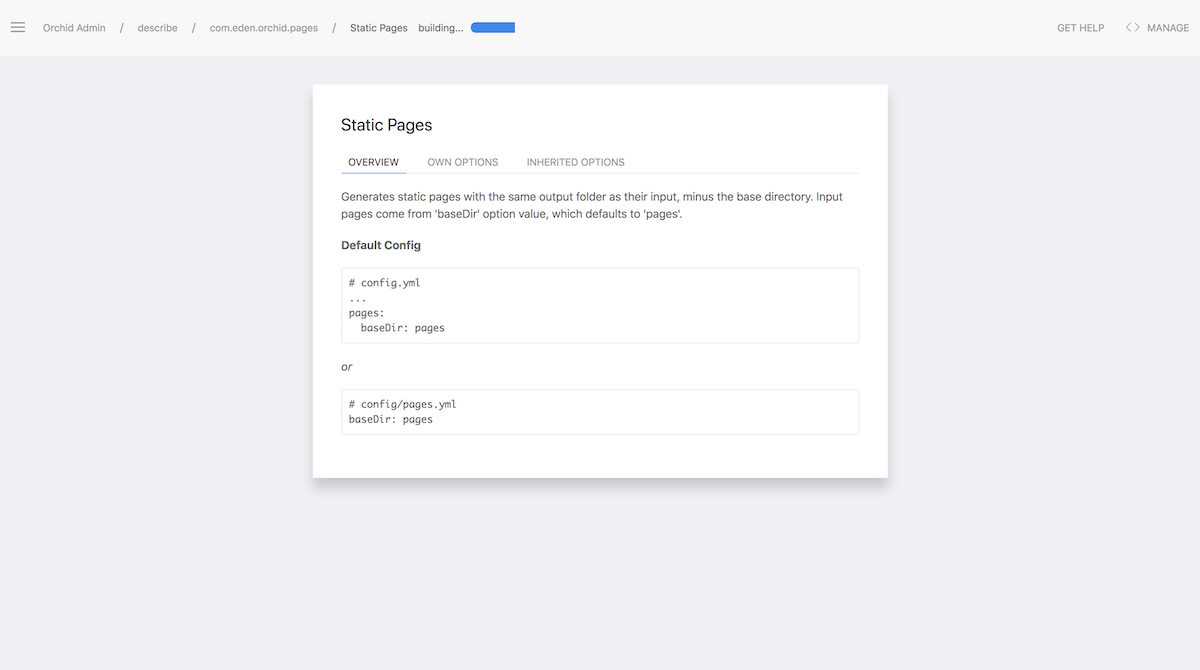 Orchid Admin / describe / com.eden.orchid.pages / Static Pages building... GET HELP <> MANAGE
Static Pages
OVERVIEW OWN OPTIONS INHERITED OPTIONS
Generates static pages with the same output folder as their input, minus the base directory. Input
pages come from 'baseDir' option value, which defaults to 'pages'.
Default Config
# config.yml
...
pages:
  baseDir: pages
or
# config/pages.yml
baseDir: pages